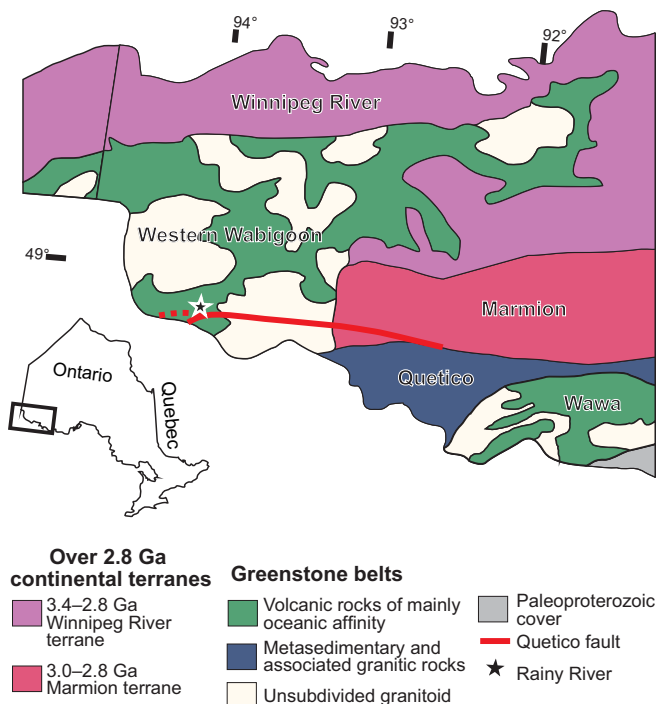 94°
93°
92°
Winnipeg River
Western Wabigoon
49°
Marmion
Quetico
Wawa
Ontario
Quebec
Over 2.8 Ga
continental terranes
3.4–2.8 Ga
Winnipeg River
terrane
3.0–2.8 Ga
Marmion terrane
Greenstone belts
Volcanic rocks of mainly
oceanic affinity
Metasedimentary and
associated granitic rocks
Unsubdivided granitoid
Paleoproterozoic
cover
Quetico fault
Rainy River